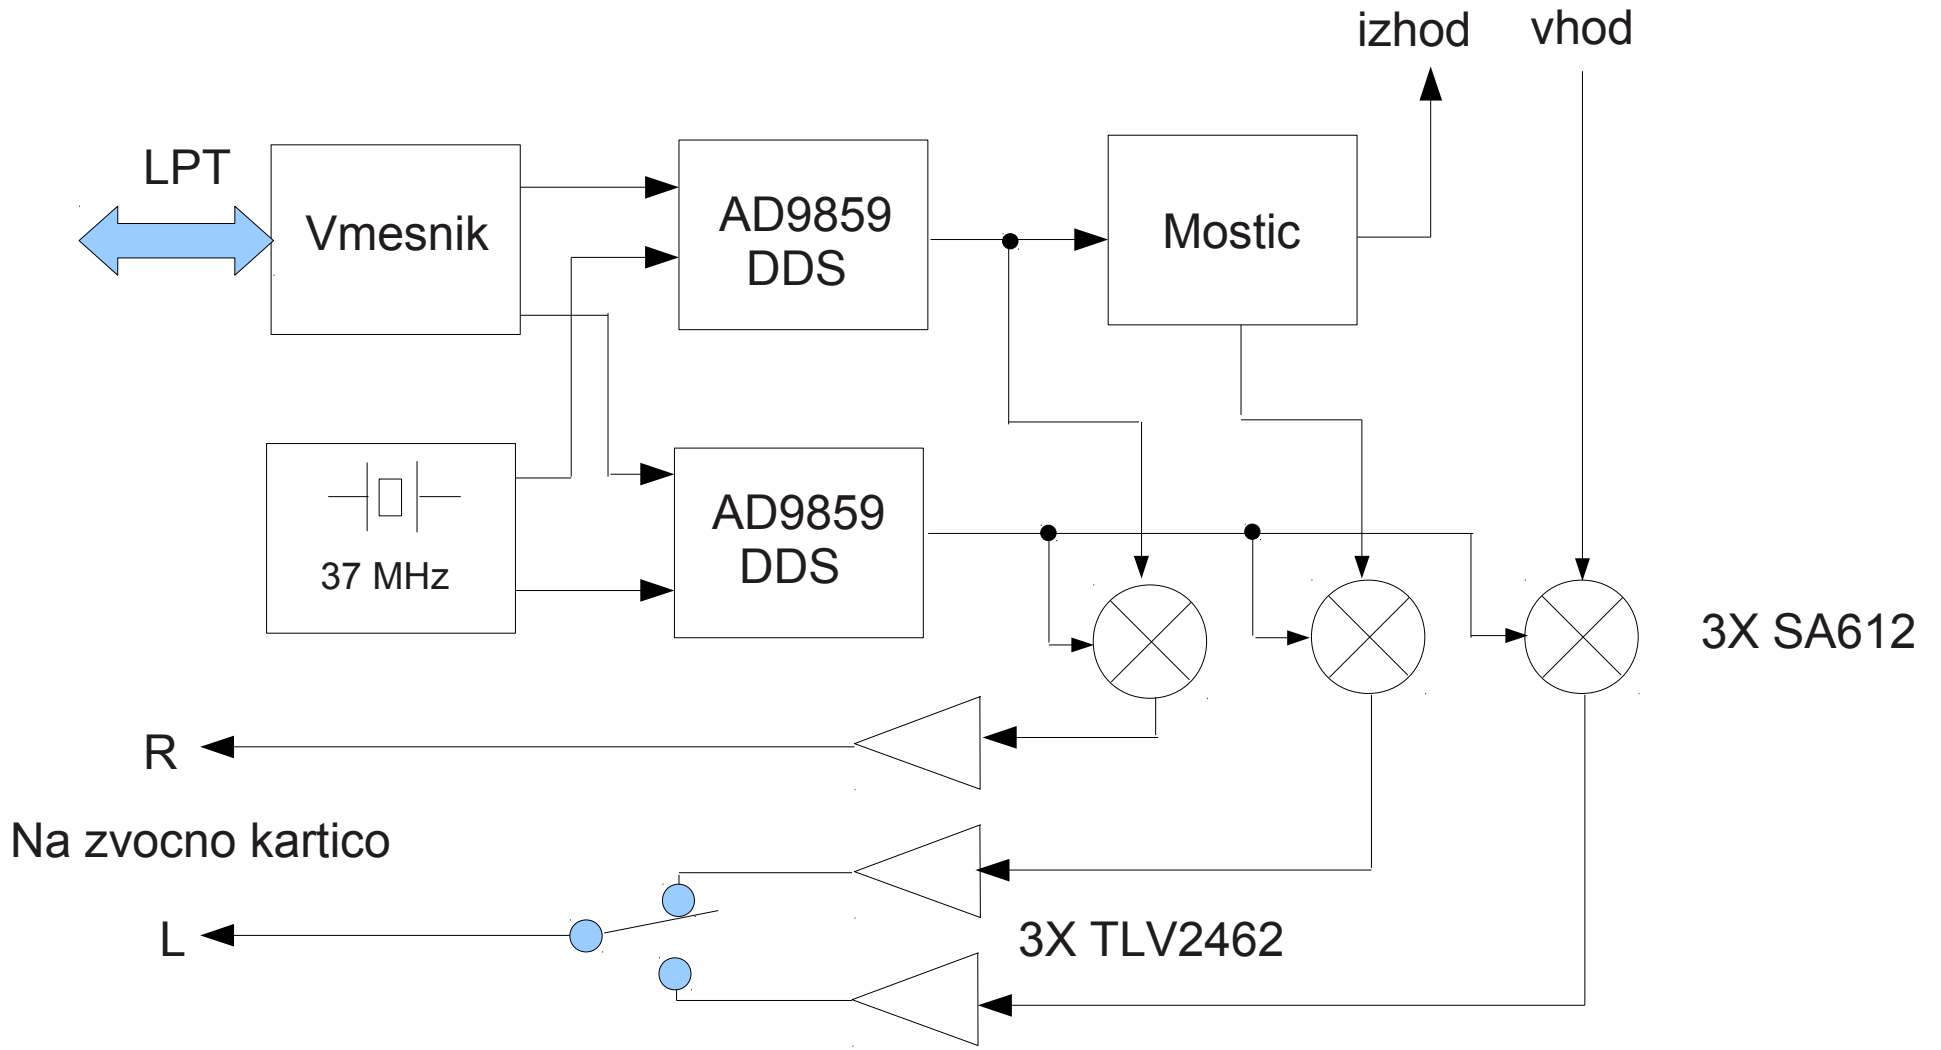 izhod
vhod
LPT
Vmesnik
AD9859
DDS
Mostic
37 MHz
AD9859
DDS
3X SA612
R
Na zvocno kartico
L
3X TLV2462